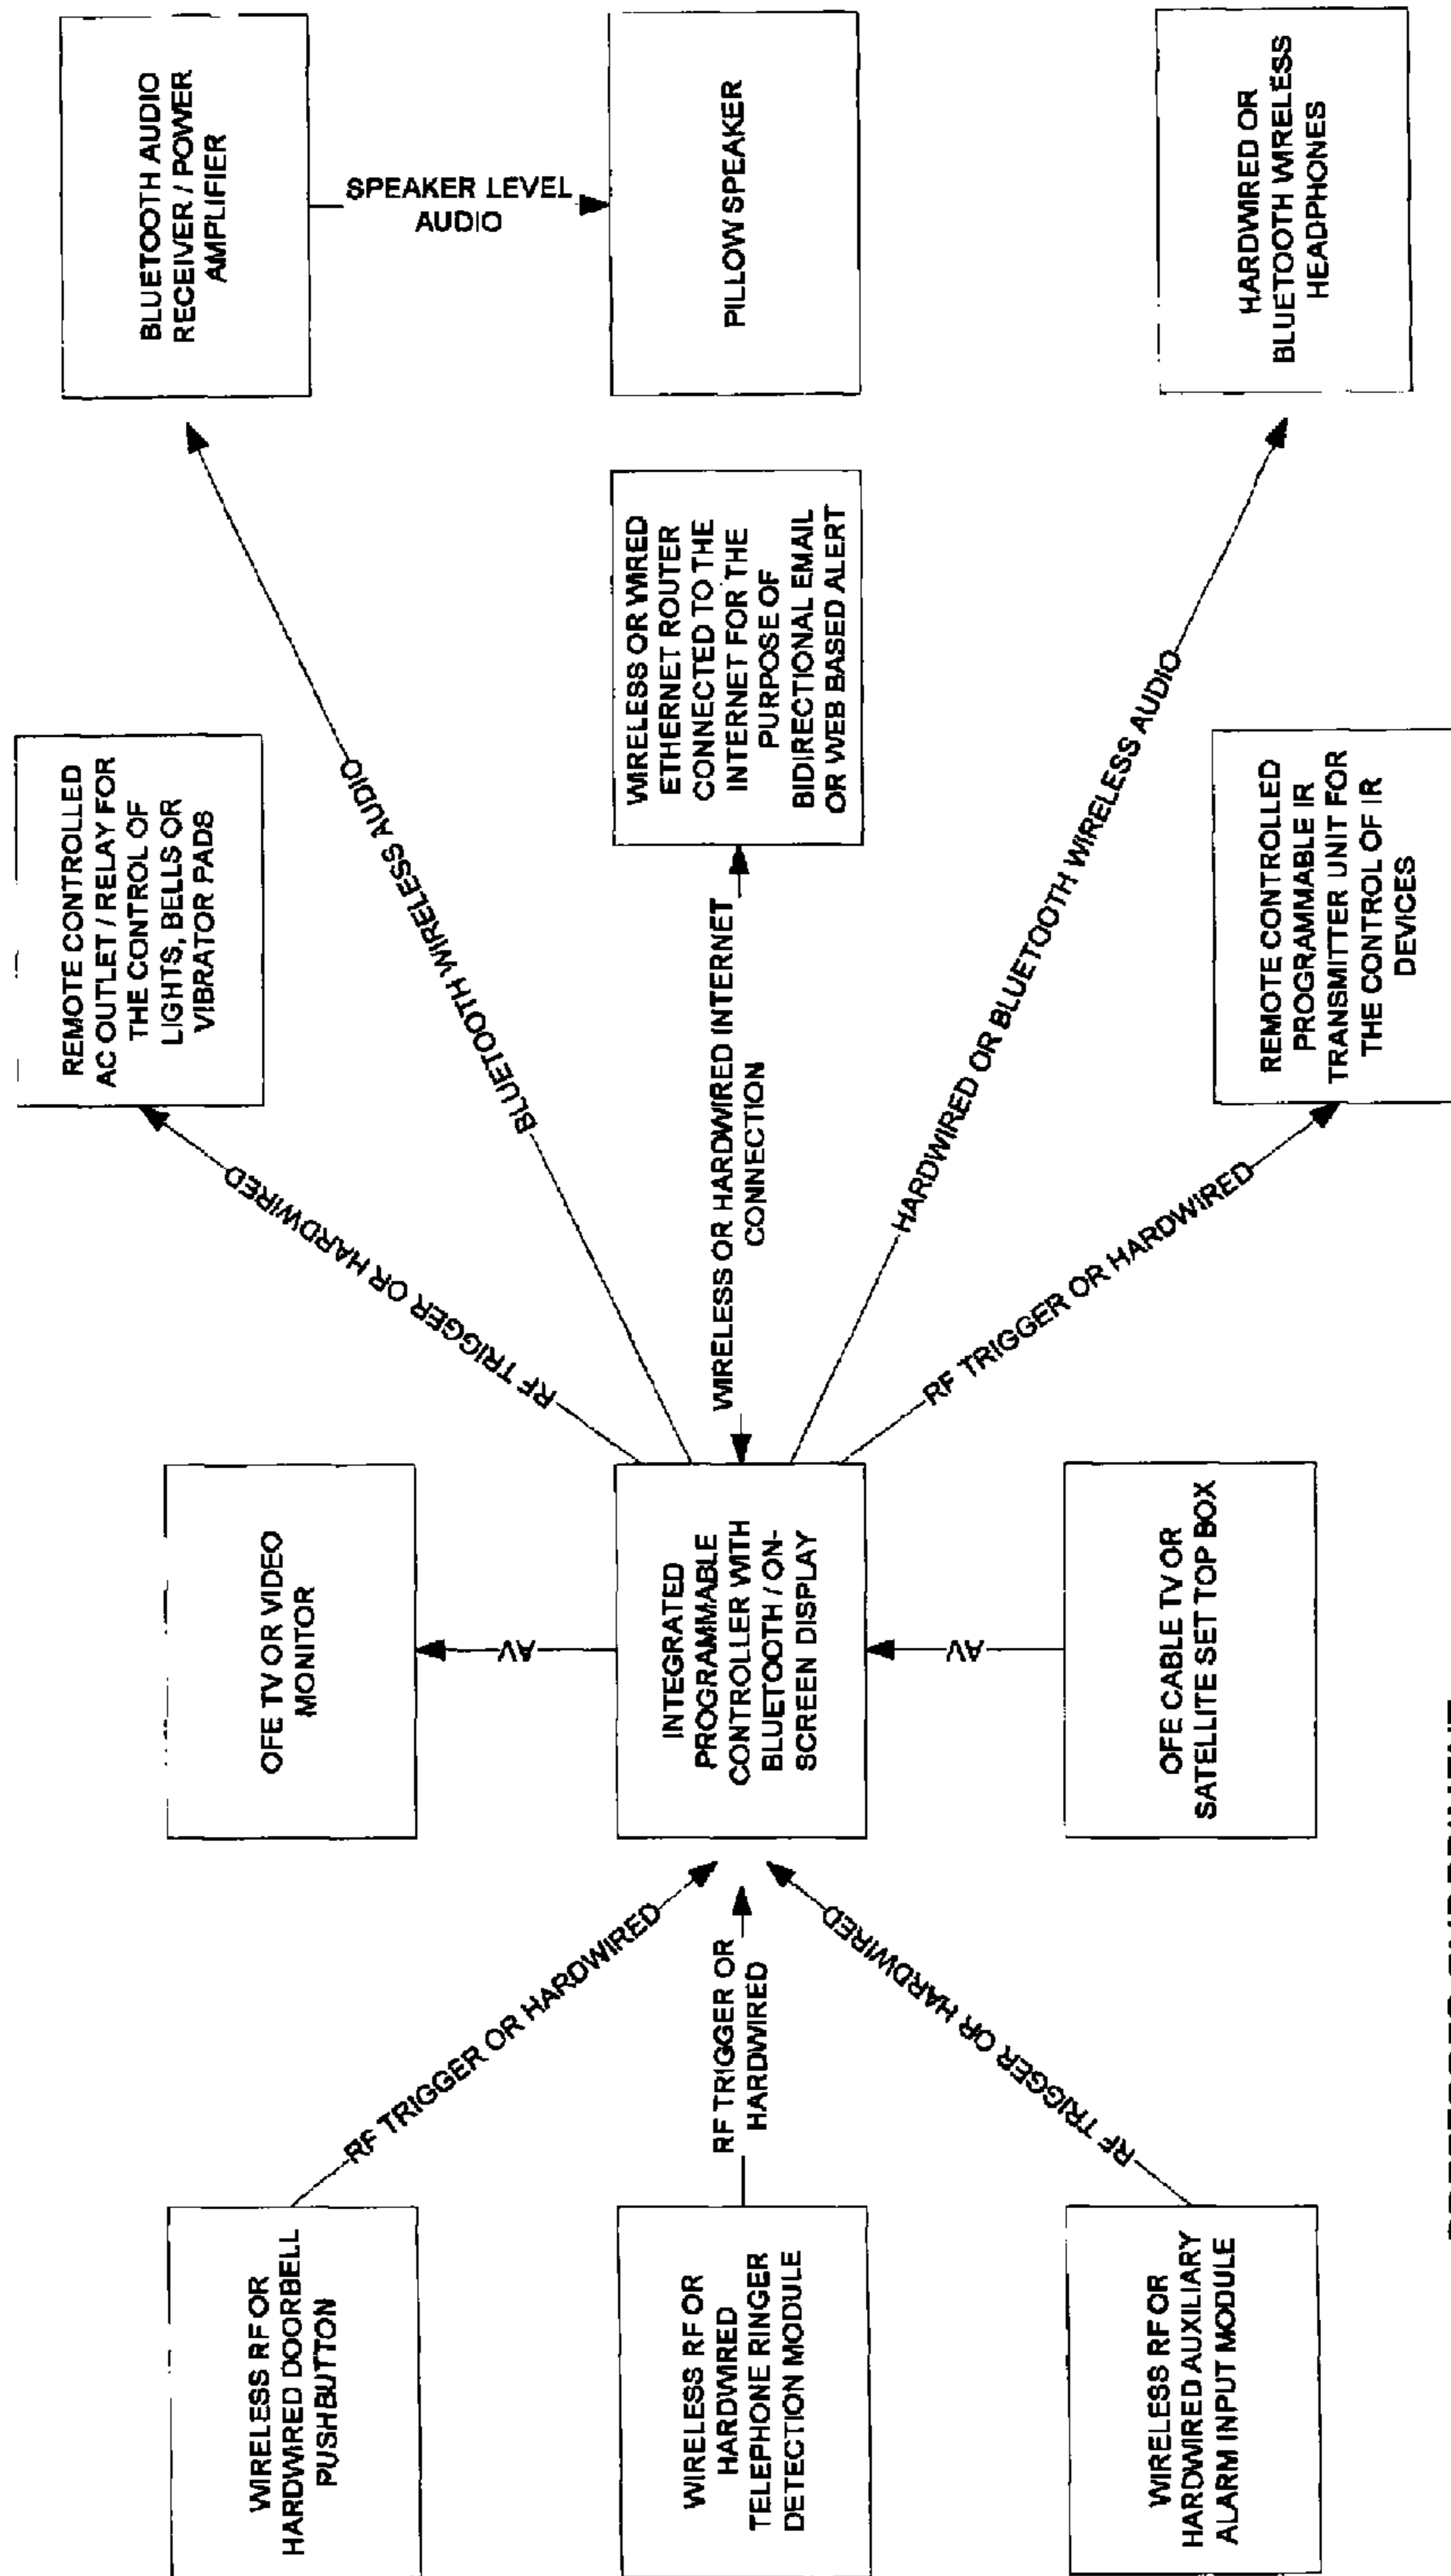 WIRELESS RF OR
HARDWIRED DOORBELL
PUSHBUTTON
RF TRIGGER OR HARDWIRED
WIRELESS RF OR
HARDWIRED
TELEPHONE RINGER
DETECTION MODULE
RF TRIGGER OR
HARDWIRED
WIRELESS RF OR
HARDWIRED AUXILIARY
ALARM INPUT MODULE
RF TRIGGER OR HARDWIRED
OFE TV OR VIDEO
MONITOR
AV
INTEGRATED
PROGRAMMABLE
CONTROLLER WITH
BLUETOOTH / ON-
SCREEN DISPLAY
AV
OFE CABLE TV OR
SATELLITE SET TOP BOX
RF TRIGGER OR HARDWIRED
REMOTE CONTROLLED
AC OUTLET / RELAY FOR
THE CONTROL OF
LIGHTS, BELLS OR
VIBRATOR PADS
BLUETOOTH WIRELESS AUDIO
BLUETOOTH AUDIO
RECEIVER / POWER
AMPLIFIER
SPEAKER LEVEL
AUDIO
PILLOW SPEAKER
WIRELESS OR HARDWIRED INTERNET
CONNECTION
WIRELESS OR WIRED
ETHERNET ROUTER
CONNECTED TO THE
INTERNET FOR THE
PURPOSE OF
BIDIRECTIONAL EMAIL
OR WEB BASED ALERT
HARDWIRED OR BLUETOOTH WIRELESS AUDIO
HARDWIRED OR
BLUETOOTH WIRELESS
HEADPHONES
RF TRIGGER OR HARDWIRED
REMOTE CONTROLLED
PROGRAMMABLE IR
TRANSMITTER UNIT FOR
THE CONTROL OF IR
DEVICES